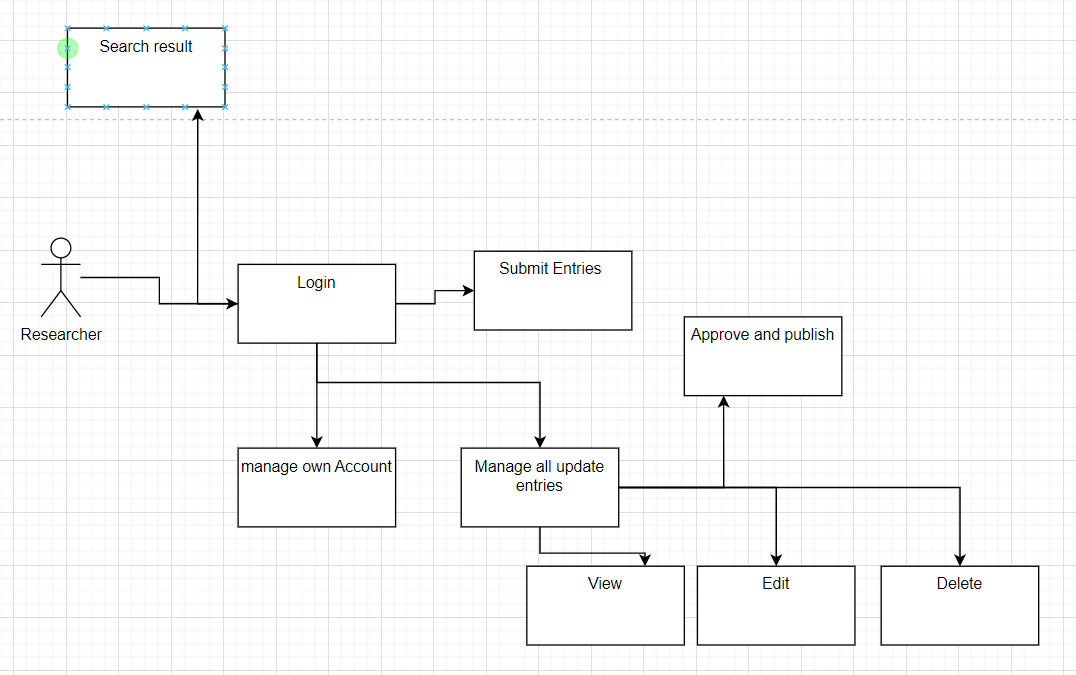 Search result
Researcher
Login
Submit Entries
Approve and publish
manage own Account
Manage all update
entries
View
Edit
Delete